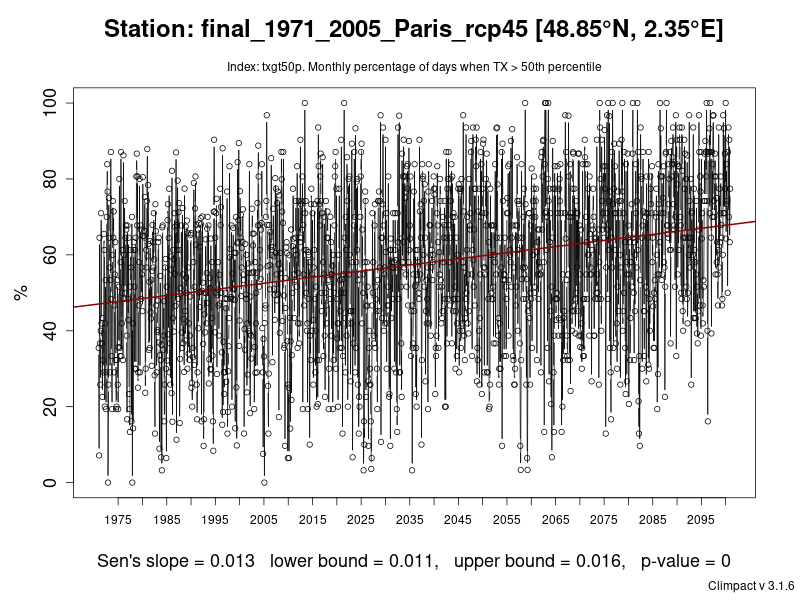 Station: final_1971_2005_Paris_rcp45 [48.85°N, 2.35°E]
Index: txgt50p. Monthly percentage of days when TX > 50th percentile
100
80
60
40
20
0
%
1975 1985 1995 2005 2015 2025 2035 2045 2055 2065 2075 2085 2095
Sen's slope = 0.013 lower bound = 0.011, upper bound = 0.016, p-value = 0
Climpact v 3.1.6